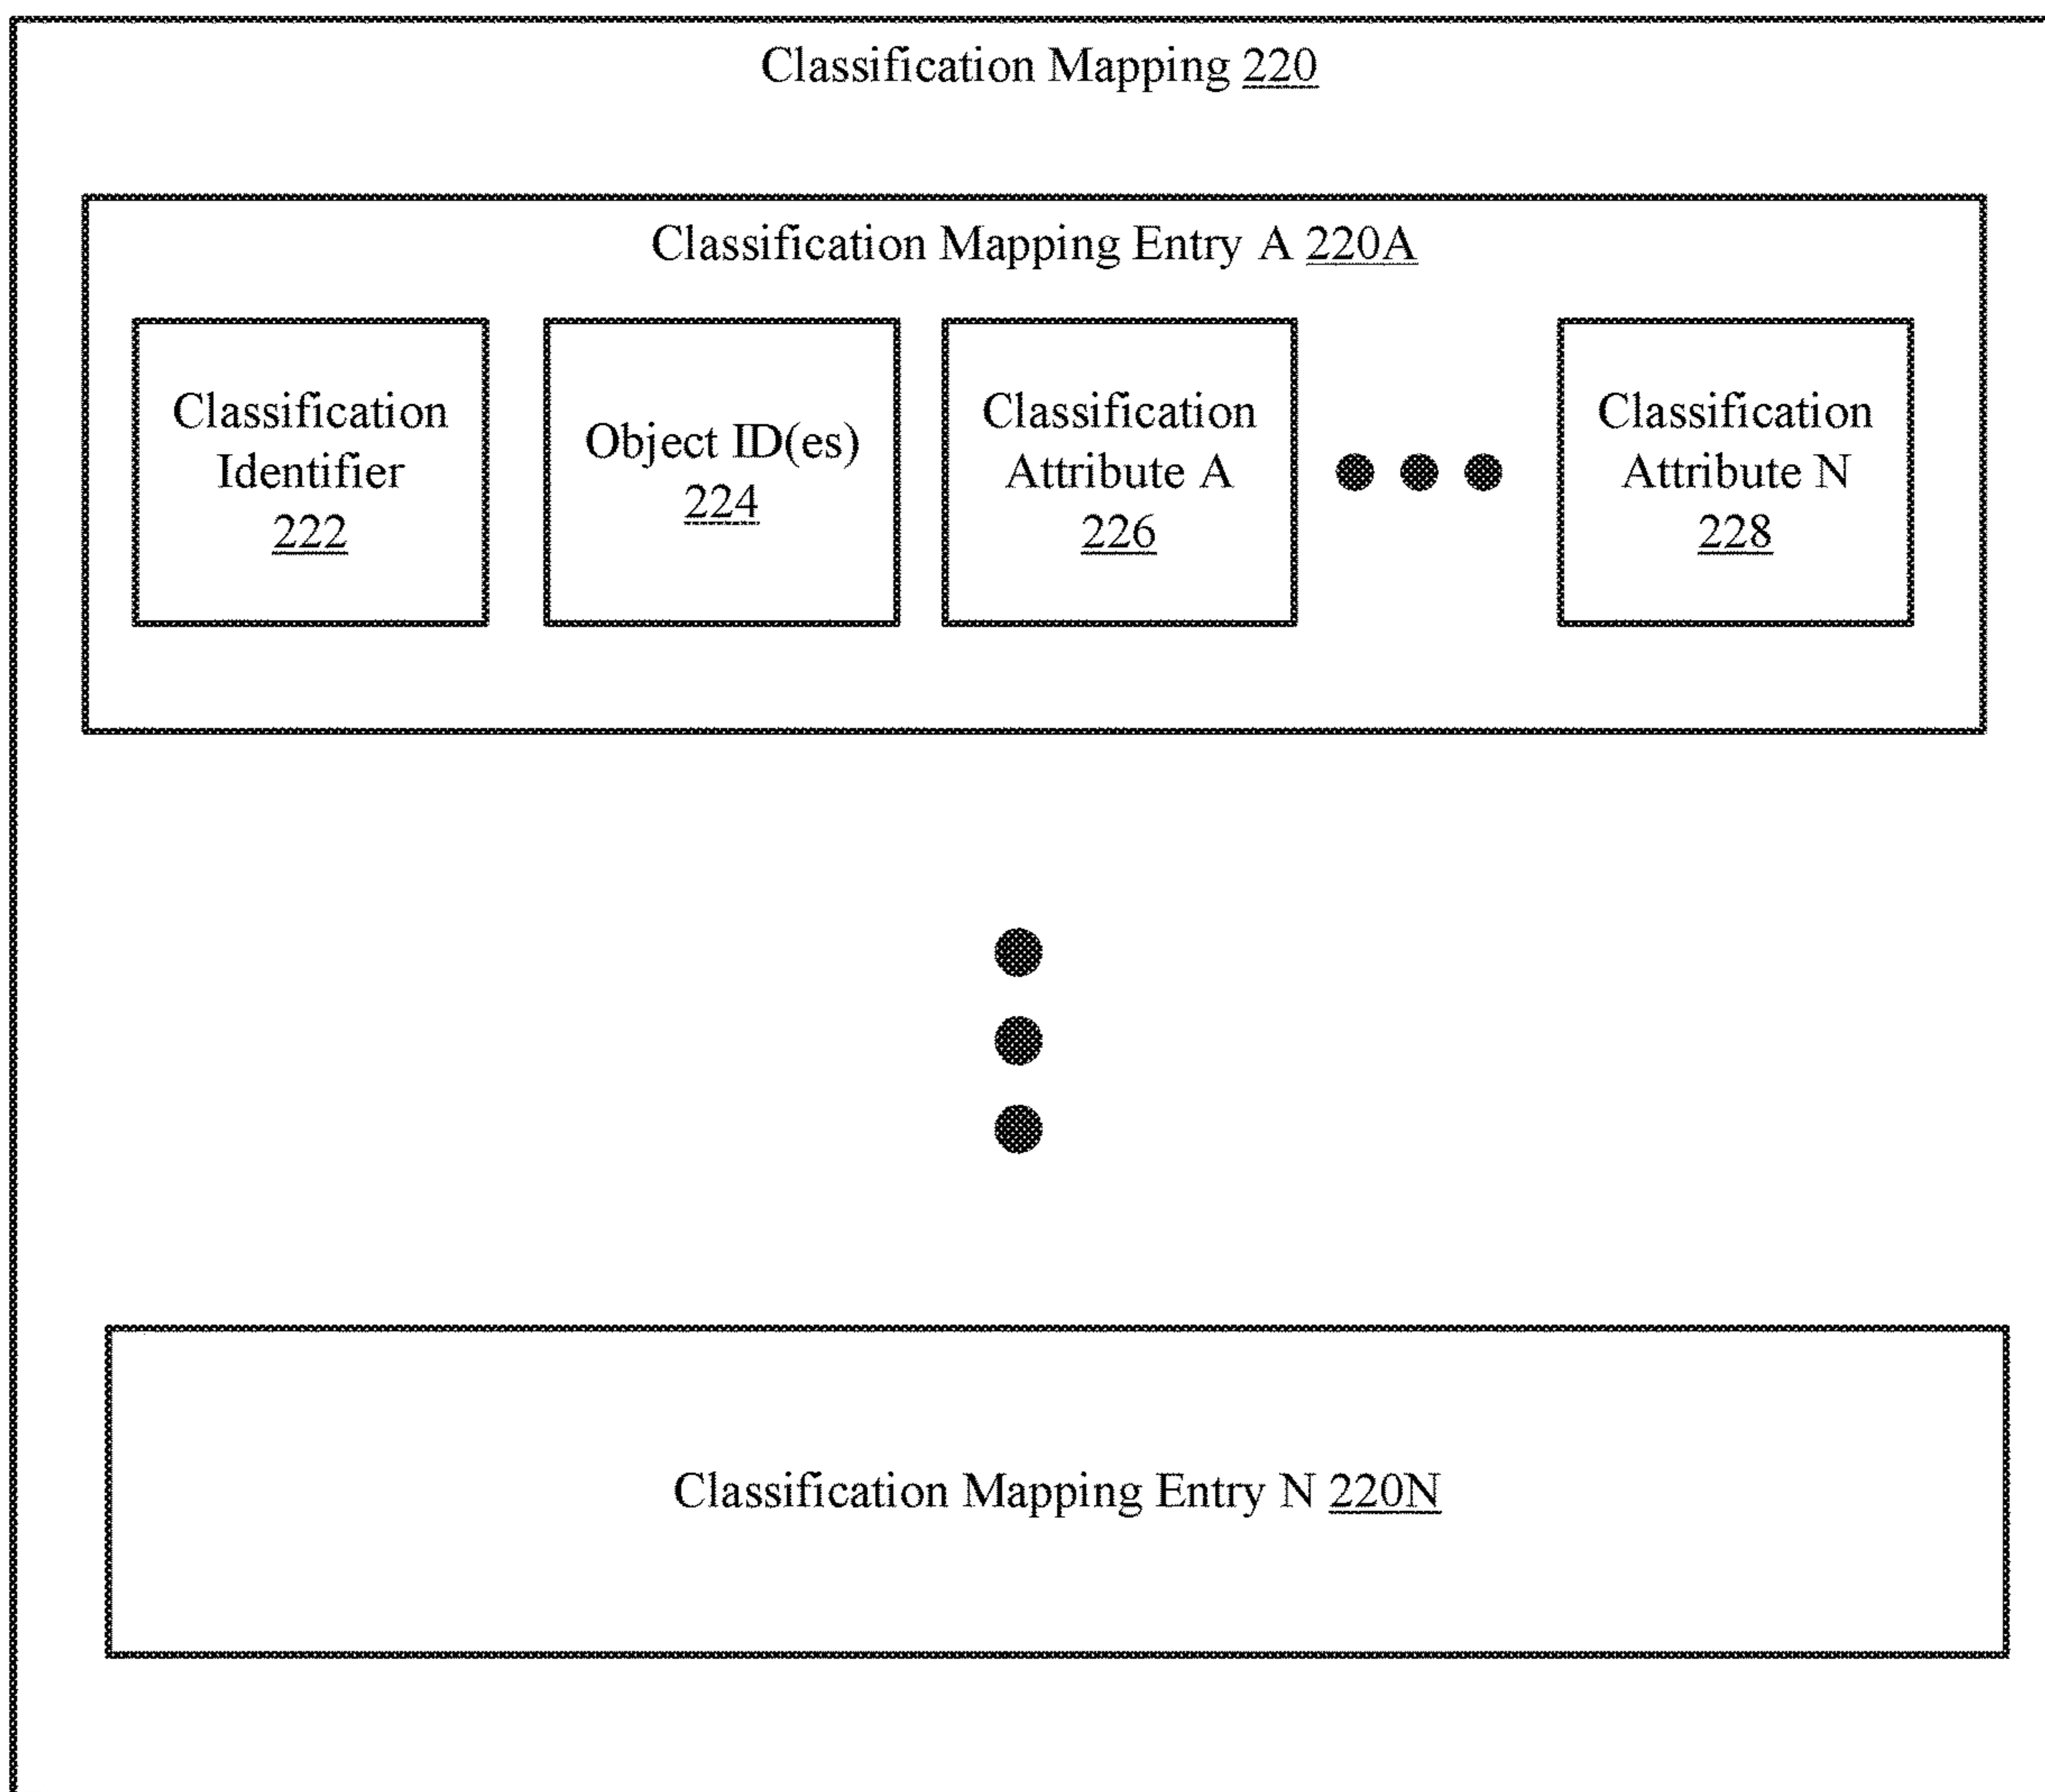 Classification Mapping 220
Classification Mapping Entry A 220A
Classification
Identifier
222
Object ID(es)
224
Classification
Attribute A
226
Classification
Attribute N
228
Classification Mapping Entry N 220N